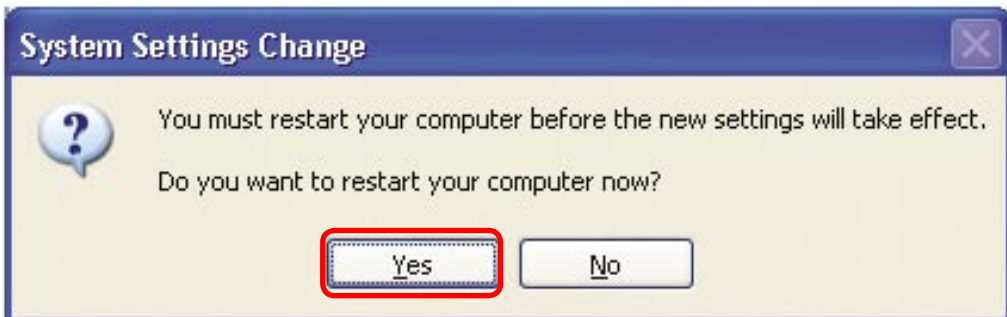 System Settings Change
You must restart your computer before the new settings will take effect.
Do you want to restart your computer now?
Yes
No